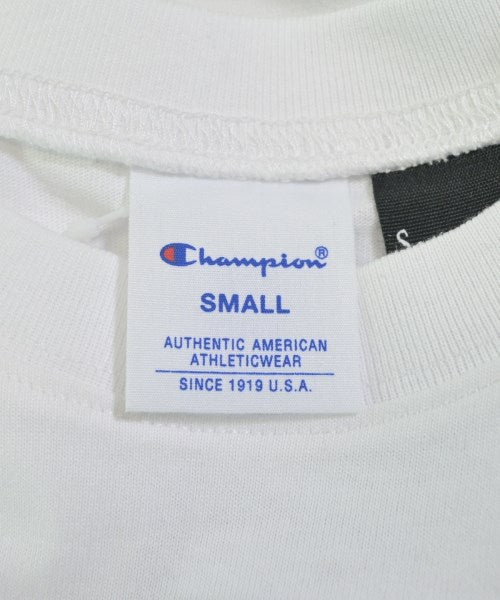 Champion®
SMALL
AUTHENTIC AMERICAN
ATHLETICWEAR
SINCE 1919 U.S.A.